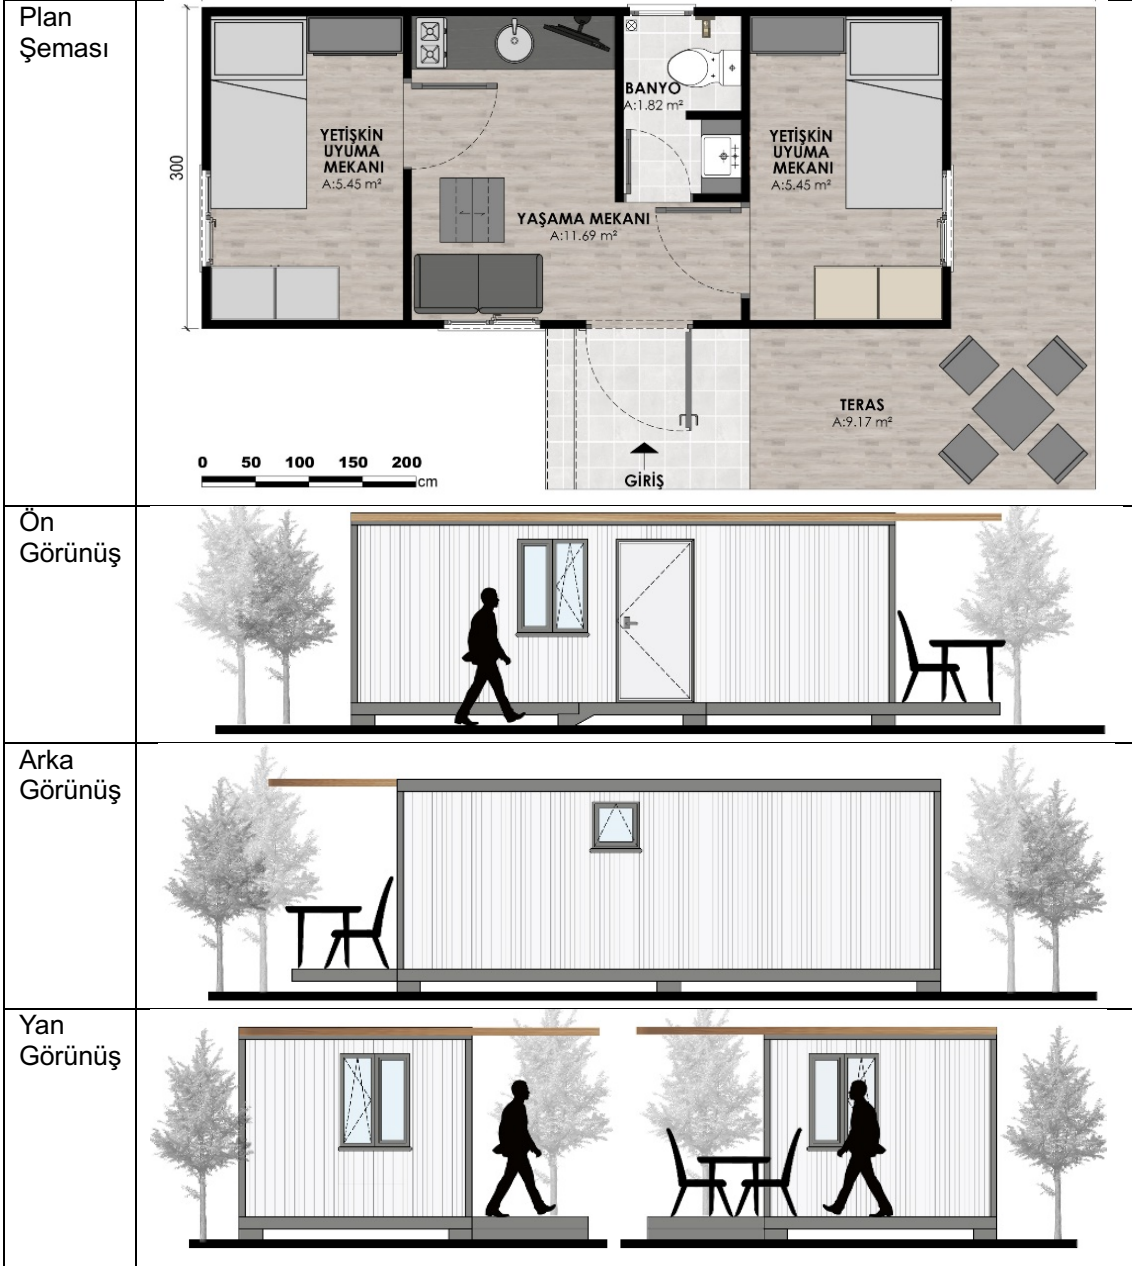 Plan
Şeması
300
YETİŞKİN
UYUMA
MEKANI
A:5.45 m²
BANYO
A:1.82 m²
YETİŞKİN
UYUMA
MEKANI
A:5.45 m²
YAŞAMA MEKANI
A:11.69 m²
TERAS
A:9.17 m²
GİRİŞ
0 50 100 150 200
cm
Ön
Görünüş
Arka
Görünüş
Yan
Görünüş